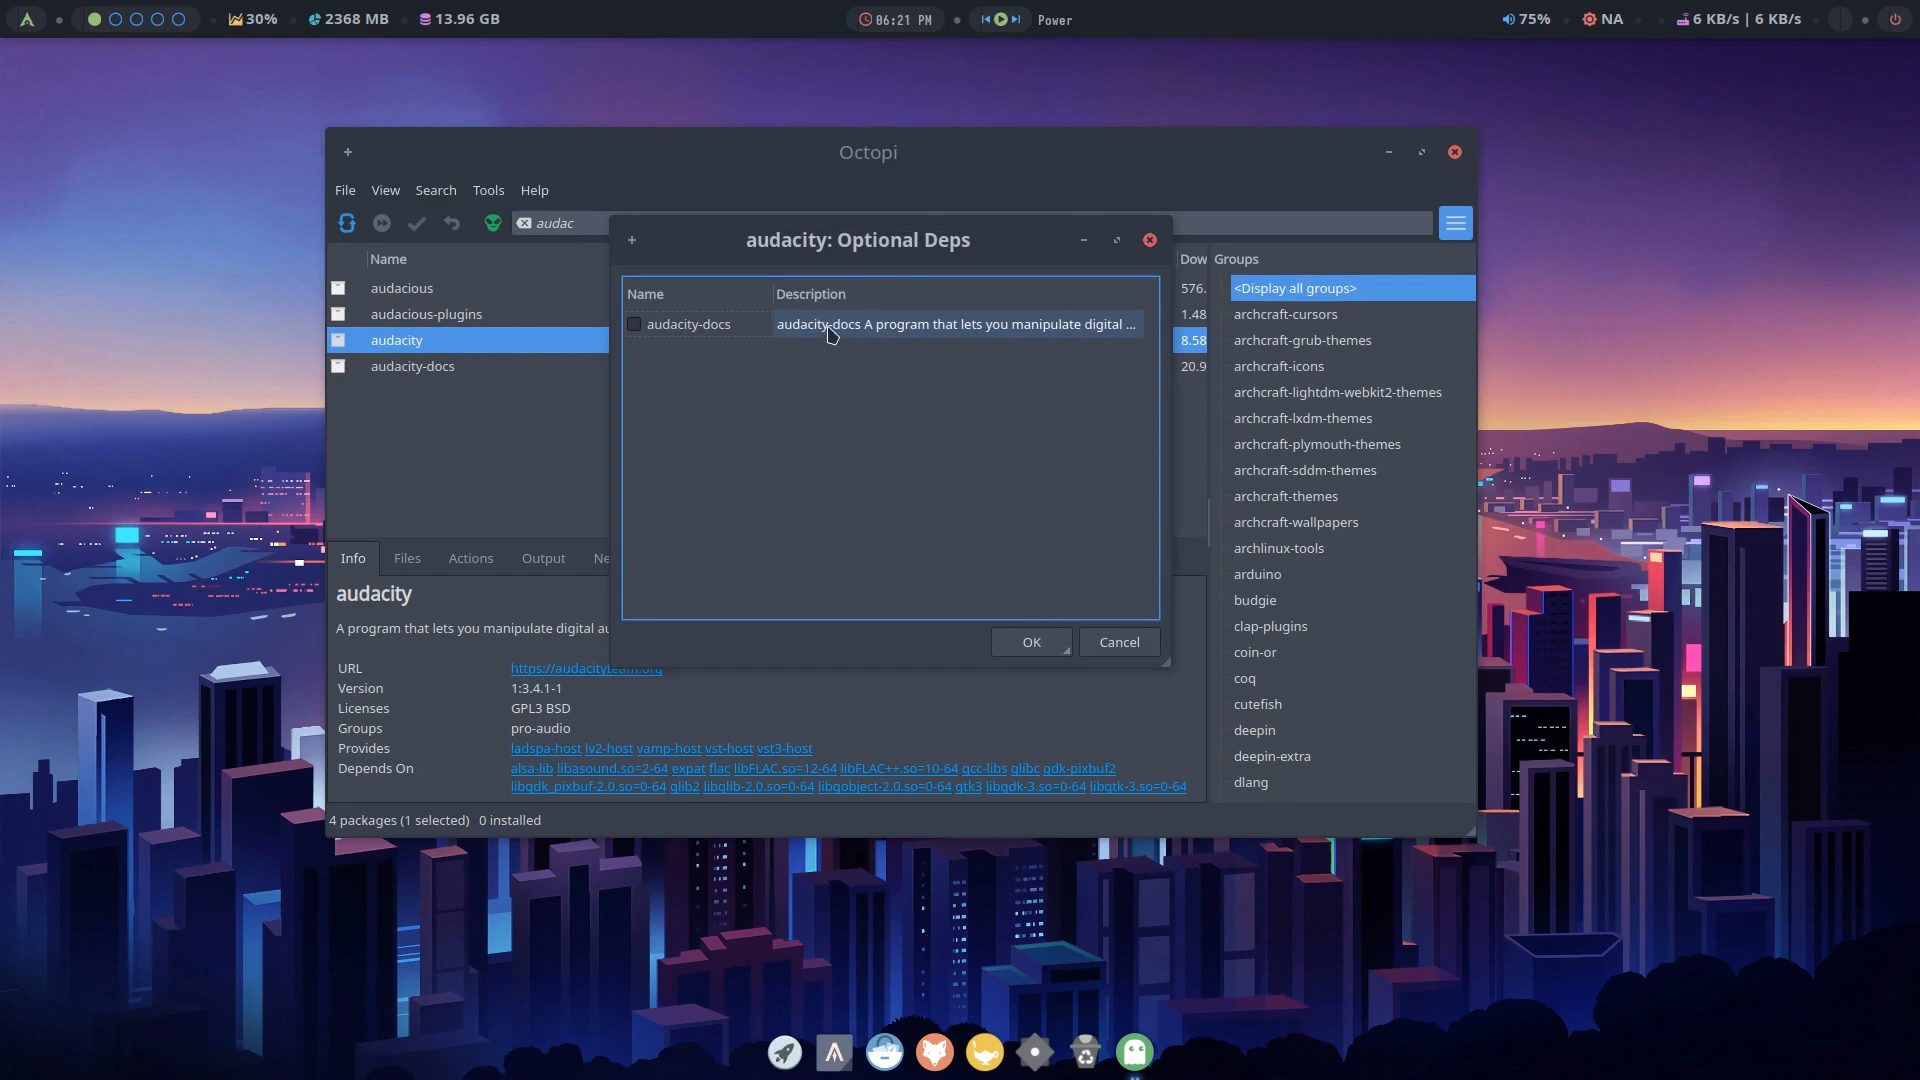 30% 2368 MB 13.96 GB 06:21 PM Power 75% NA 6 KB/s | 6 KB/s
Octopi
File View Search Tools Help
audac
audacity: Optional Deps
Name
Dow
Groups
audacious
audacious-plugins
audacity
audacity-docs
576.
1.48
8.58
20.9
Name Description
audacity-docs audacity-docs A program that lets you manipulate digital ...
OK Cancel
<Display all groups>
archcraft-cursors
archcraft-grub-themes
archcraft-icons
archcraft-lightdm-webkit2-themes
archcraft-lxdm-themes
archcraft-plymouth-themes
archcraft-sddm-themes
archcraft-themes
archcraft-wallpapers
archlinux-tools
arduino
budgie
clap-plugins
coin-or
coq
cutefish
deepin
deepin-extra
dlang
Info Files Actions Output Ne
audacity
A program that lets you manipulate digital au
URL https://audacityteam.org
Version 1:3.4.1-1
Licenses GPL3 BSD
Groups pro-audio
Provides ladspa-host lv2-host vamp-host vst-host vst3-host
Depends On alsa-lib libasound.so=2-64 expat flac libFLAC.so=12-64 libFLAC++.so=10-64 gcc-libs glibc gdk-pixbuf2
libgdk_pixbuf-2.0.so=0-64 glib2 libglib-2.0.so=0-64 libgobject-2.0.so=0-64 gtk3 libgdk-3.so=0-64 libgtk-3.so=0-64
4 packages (1 selected) 0 installed